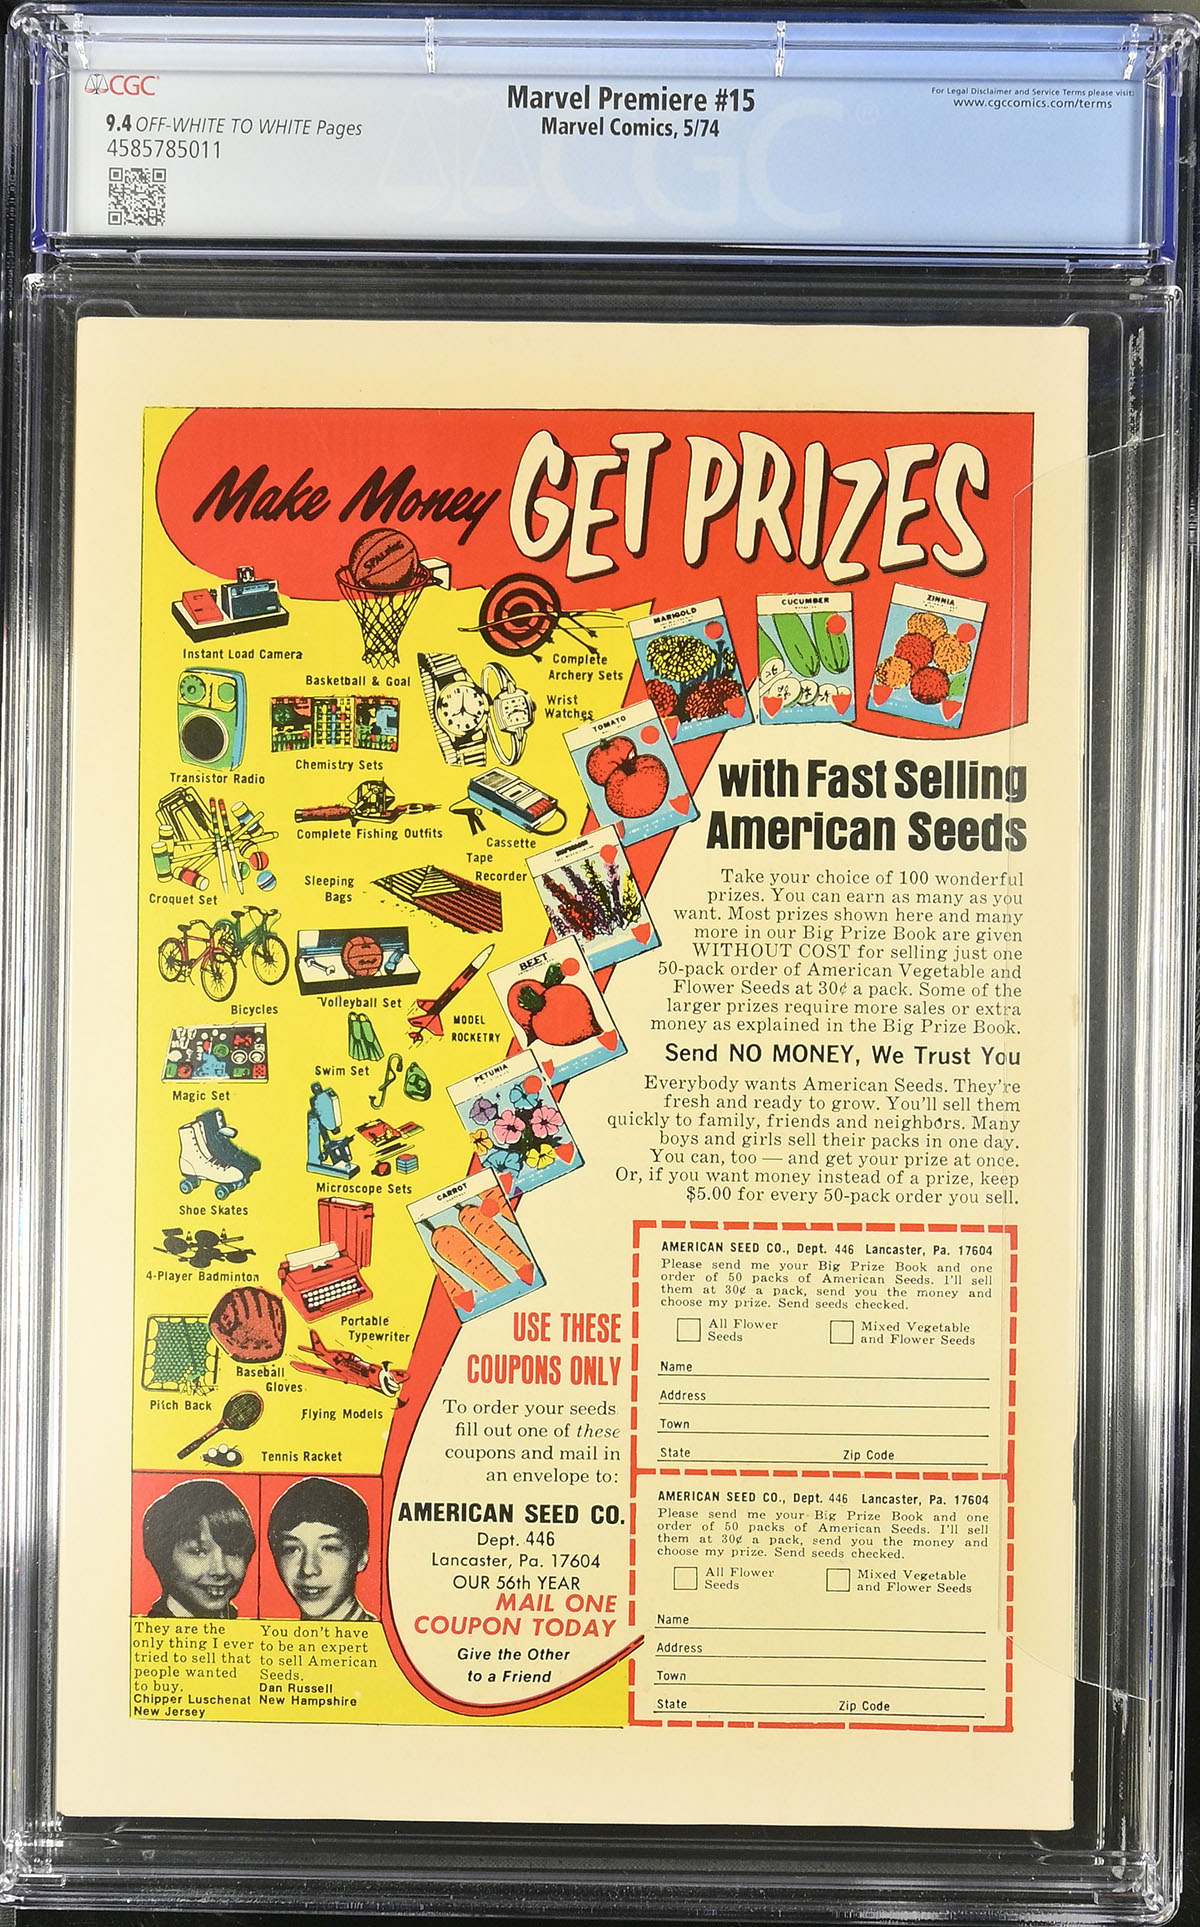 CGC
9.4 OFF-WHITE TO WHITE Pages
4585785011
Marvel Premiere #15
Marvel Comics, 5/74
For Legal Disclaimer and Service Terms please visit:
www.cgccomics.com/terms
CGC
Make Money GET PRIZES
SPALDING
Instant Load Camera
Basketball & Goal
Complete
Archery Sets
Transistor Radio
Chemistry Sets
Wrist
Watches
Complete Fishing Outfits
Cassette
Tape
Recorder
Croquet Set
Sleeping
Bags
Bicycles
Volleyball Set
MODEL
ROCKETRY
Magic Set
Swim Set
Shoe Skates
Microscope Sets
4-Player Badminton
Portable
Typewriter
Pitch Back
Baseball
Gloves
Flying Models
Tennis Racket
MARIGOLD
CUCUMBER
ZINNIA
TOMATO
BEET
PETUNIA
CARROT
with Fast Selling
American Seeds
Take your choice of 100 wonderful
prizes. You can earn as many as you
want. Most prizes shown here and many
more in our Big Prize Book are given
WITHOUT COST for selling just one
50-pack order of American Vegetable and
Flower Seeds at 30¢ a pack. Some of the
larger prizes require more sales or extra
money as explained in the Big Prize Book.
Send NO MONEY, We Trust You
Everybody wants American Seeds. They're
fresh and ready to grow. You'll sell them
quickly to family, friends and neighbors. Many
boys and girls sell their packs in one day.
You can, too — and get your prize at once.
Or, if you want money instead of a prize, keep
$5.00 for every 50-pack order you sell.
USE THESE
COUPONS ONLY
To order your seeds
fill out one of these
coupons and mail in
an envelope to:
AMERICAN SEED CO.
Dept. 446
Lancaster, Pa. 17604
OUR 56th YEAR
MAIL ONE
COUPON TODAY
Give the Other
to a Friend
AMERICAN SEED CO., Dept. 446 Lancaster, Pa. 17604
Please send me your Big Prize Book and one
order of 50 packs of American Seeds. I'll sell
them at 30¢ a pack, send you the money and
choose my prize. Send seeds checked.
All Flower
Seeds
Mixed Vegetable
and Flower Seeds
Name
Address
Town
State Zip Code
AMERICAN SEED CO., Dept. 446 Lancaster, Pa. 17604
Please send me your Big Prize Book and one
order of 50 packs of American Seeds. I'll sell
them at 30¢ a pack, send you the money and
choose my prize. Send seeds checked.
All Flower
Seeds
Mixed Vegetable
and Flower Seeds
Name
Address
Town
State Zip Code
They are the
only thing I ever
tried to sell that
people wanted
to buy.
Chipper Luschenat
New Jersey
You don't have
to be an expert
to sell American
Seeds.
Dan Russell
New Hampshire